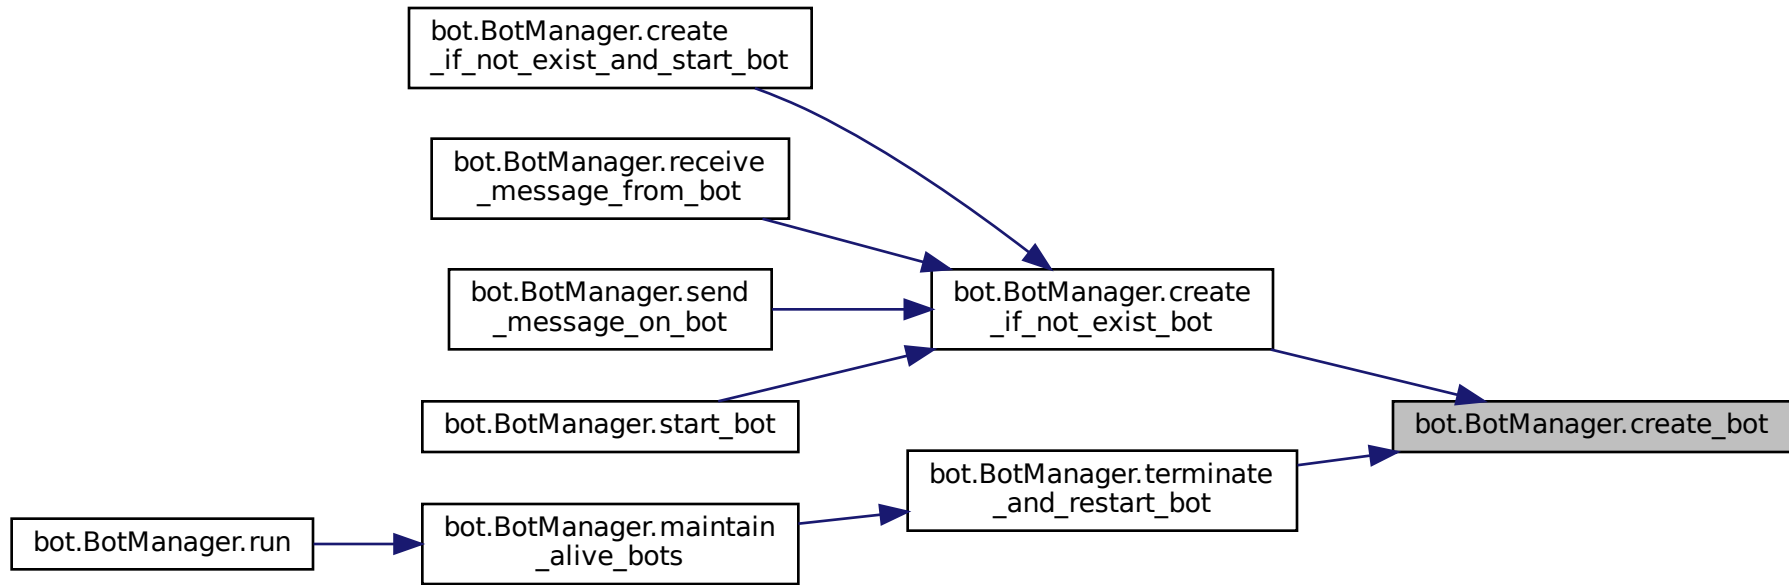 bot.BotManager.create
_if_not_exist_and_start_bot
bot.BotManager.receive
_message_from_bot
bot.BotManager.send
_message_on_bot
bot.BotManager.create
_if_not_exist_bot
bot.BotManager.start_bot
bot.BotManager.create_bot
bot.BotManager.terminate
_and_restart_bot
bot.BotManager.maintain
_alive_bots
bot.BotManager.run